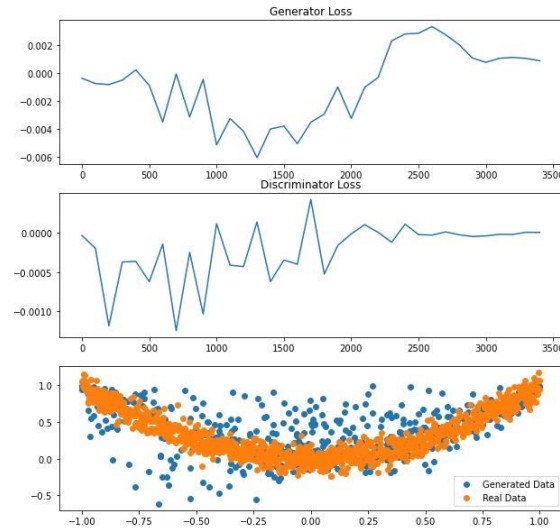 Generator Loss
0.002
0.000
−0.002
−0.004
−0.006
0 500 1000 1500 2000 2500 3000 3500
Discriminator Loss
0.0000
−0.0005
−0.0010
0 500 1000 1500 2000 2500 3000 3500
1.0
0.5
0.0
−0.5
Generated Data
Real Data
−1.00 −0.75 −0.50 −0.25 0.00 0.25 0.50 0.75 1.00